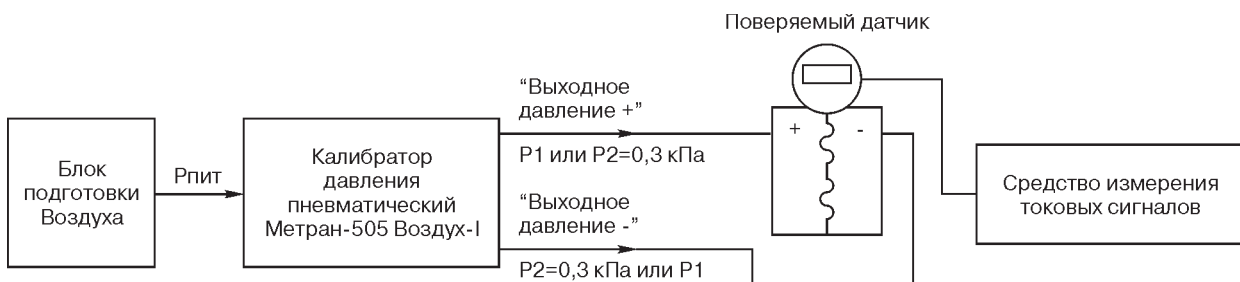 Поверяемый датчик
“Выходное
давление +”
+ -
Блок
подготовки
Воздуха
Рпит
Калибратор
давления
пневматический
Метран-505 Воздух-I
Р1 или Р2=0,3 кПа
“Выходное
давление -”
Р2=0,3 кПа или Р1
Средство измерения
токовых сигналов